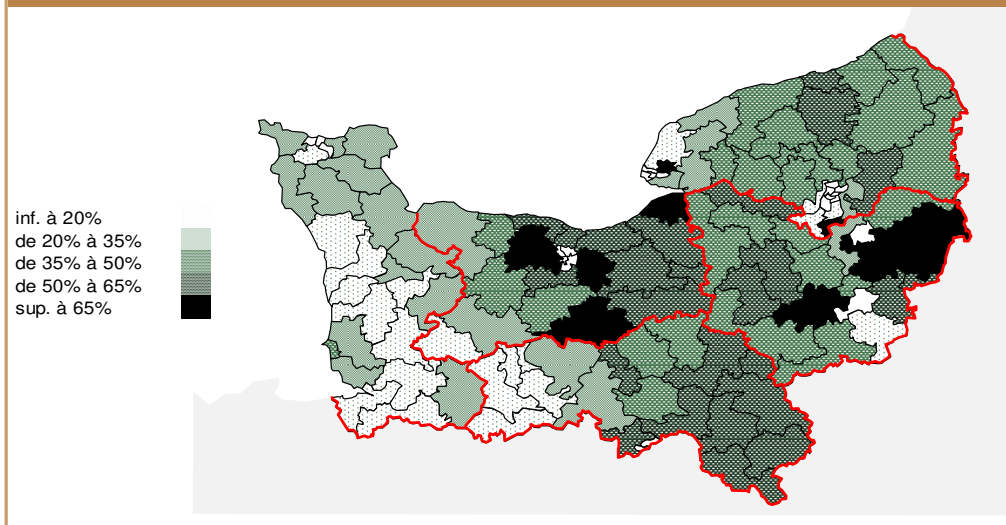 inf. à 20%
de 20% à 35%
de 35% à 50%
de 50% à 65%
sup. à 65%